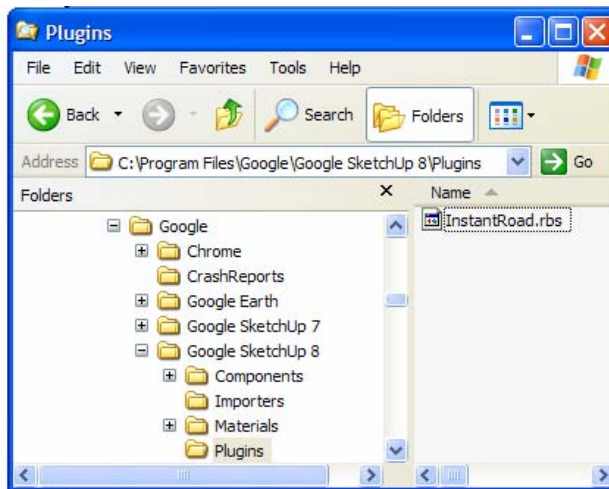 Plugins
File Edit View Favorites Tools Help
Back Search Folders
Address C:\Program Files\Google\Google SketchUp 8\Plugins Go
Folders Name
Google InstantRoad.rbs
Chrome
CrashReports
Google Earth
Google SketchUp 7
Google SketchUp 8
Components
Importers
Materials
Plugins